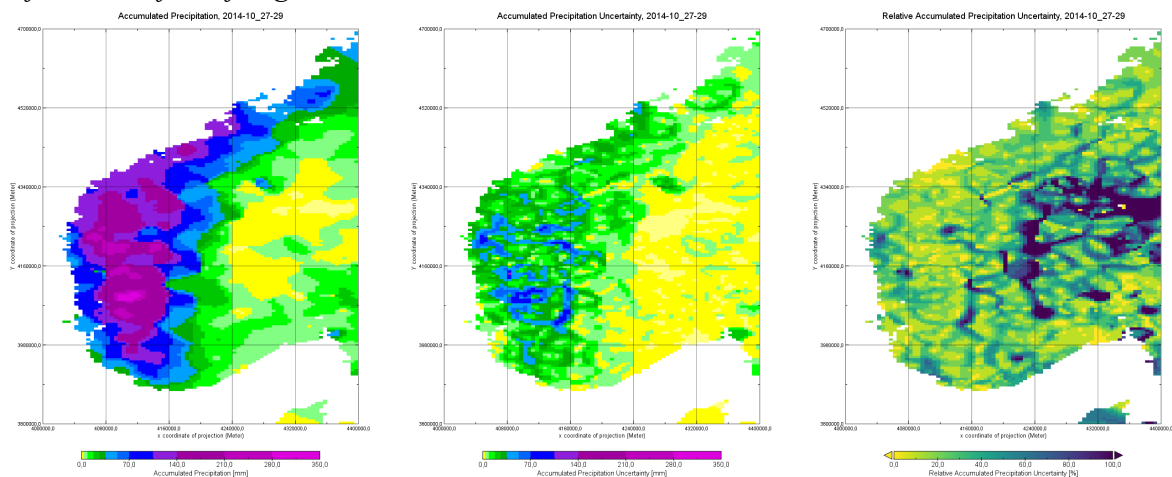 Accumulated Precipitation, 2014-10_27-29
4700000,0
4520000,0
4340000,0
4160000,0
3980000,0
3800000,0
Y coordinate of projection (Meter)
4000000,0 4080000,0 4160000,0 4240000,0 4320000,0 4400000,0
x coordinate of projection (Meter)
0,0 70,0 140,0 210,0 280,0 350,0
Accumulated Precipitation [mm]
Accumulated Precipitation Uncertainty, 2014-10_27-29
4700000,0
4520000,0
4340000,0
4160000,0
3980000,0
3800000,0
Y coordinate of projection (Meter)
4000000,0 4080000,0 4160000,0 4240000,0 4320000,0 4400000,0
x coordinate of projection (Meter)
0,0 70,0 140,0 210,0 280,0 350,0
Accumulated Precipitation Uncertainty [mm]
Relative Accumulated Precipitation Uncertainty, 2014-10_27-29
4700000,0
4520000,0
4340000,0
4160000,0
3980000,0
3800000,0
Y coordinate of projection (Meter)
4000000,0 4080000,0 4160000,0 4240000,0 4320000,0 4400000,0
x coordinate of projection (Meter)
0,0 20,0 40,0 60,0 80,0 100,0
Relative Accumulated Precipitation Uncertainty [%]